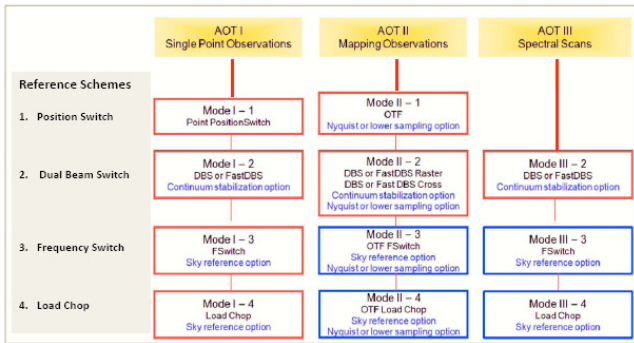 AOT I
Single Point Observations
AOT II
Mapping Observations
AOT III
Spectral Scans
Reference Schemes
1. Position Switch
Mode I – 1
Point PositionSwitch
Mode II – 1
OTF
Nyquist or lower sampling option
2. Dual Beam Switch
Mode I – 2
DBS or FastDBS
Continuum stabilization option
Mode II – 2
DBS or FastDBS Raster
DBS or Fast DBS Cross
Continuum stabilization option
Nyquist or lower sampling option
Mode III – 2
DBS or FastDBS
Continuum stabilization option
3. Frequency Switch
Mode I – 3
FSwitch
Sky reference option
Mode II – 3
OTF FSwitch
Sky reference option
Nyquist or lower sampling option
Mode III – 3
FSwitch
Sky reference option
4. Load Chop
Mode I – 4
Load Chop
Sky reference option
Mode II – 4
OTF Load Chop
Sky reference option
Nyquist or lower sampling option
Mode III – 4
Load Chop
Sky reference option